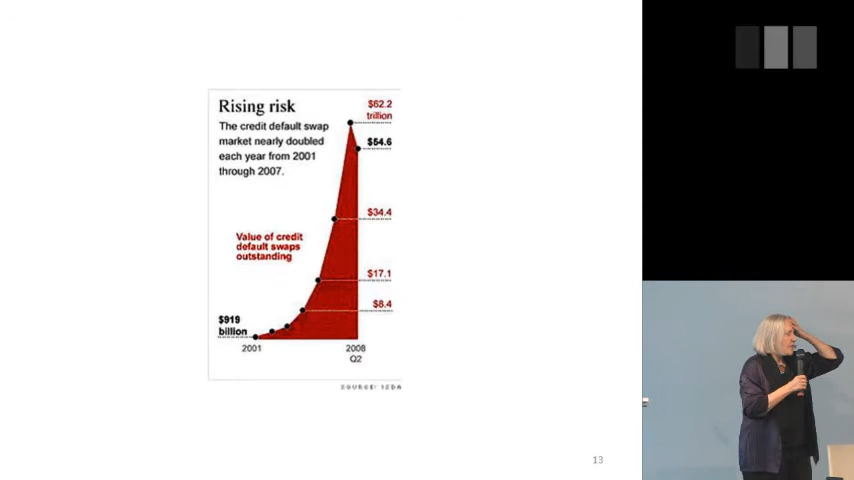 Rising risk
The credit default swap
market nearly doubled
each year from 2001
through 2007.
$62.2
trillion
$54.6
$34.4
Value of credit
default swaps
outstanding
$17.1
$8.4
$919
billion
2001
2008
Q2
SOURCE: ISDA
13